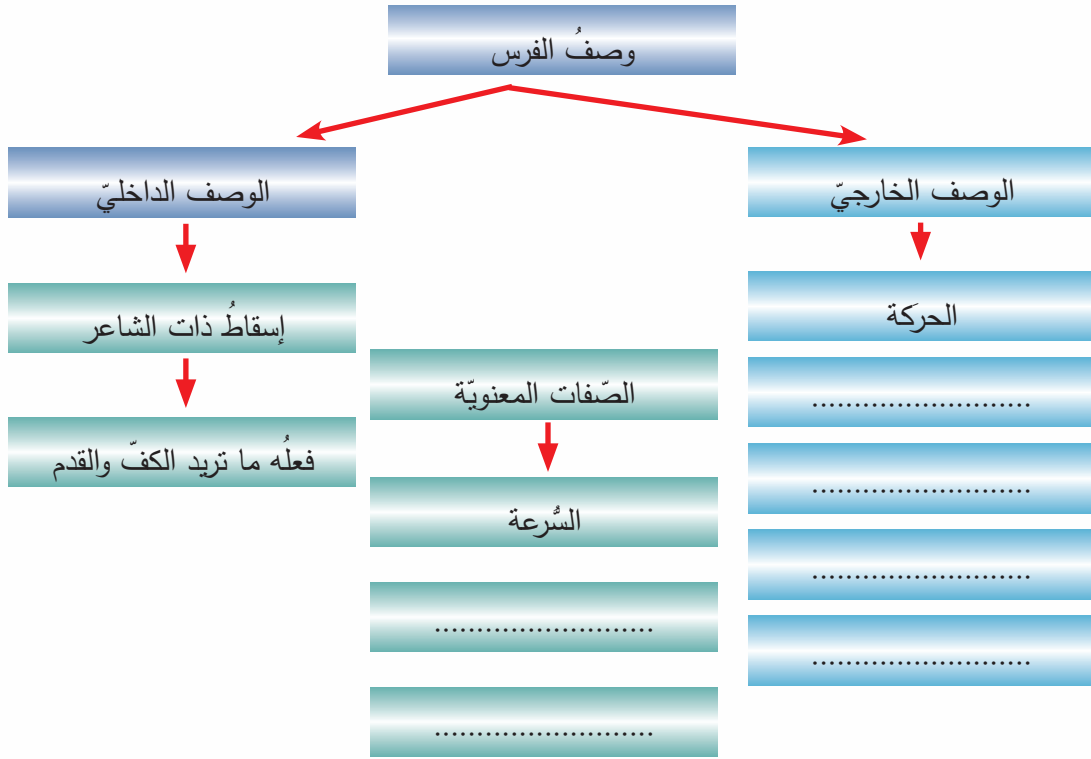 وصفُ الفرس
الوصف الخارجيّ
الحركة
..........................
..........................
..........................
..........................
الصّفات المعنويّة
السُّرعة
..........................
..........................
الوصف الداخليّ
إسقاطُ ذات الشاعر
فعلُه ما تريد الكفّ والقدم